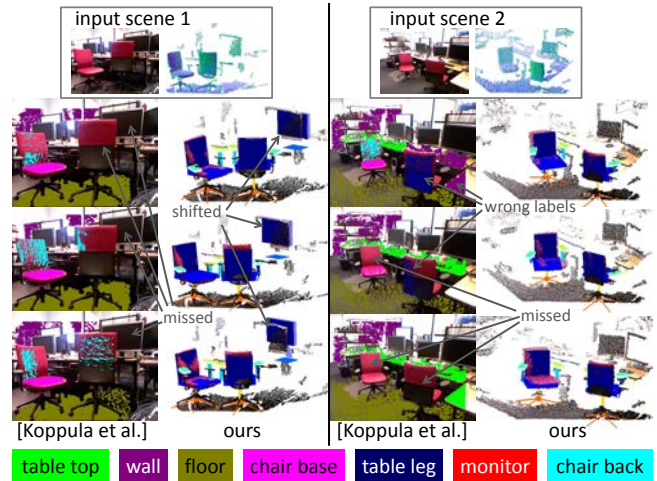 input scene 1
input scene 2
shifted
wrong labels
missed
missed
[Koppula et al.]
ours
[Koppula et al.]
ours
table top
wall
floor
chair base
table leg
monitor
chair back